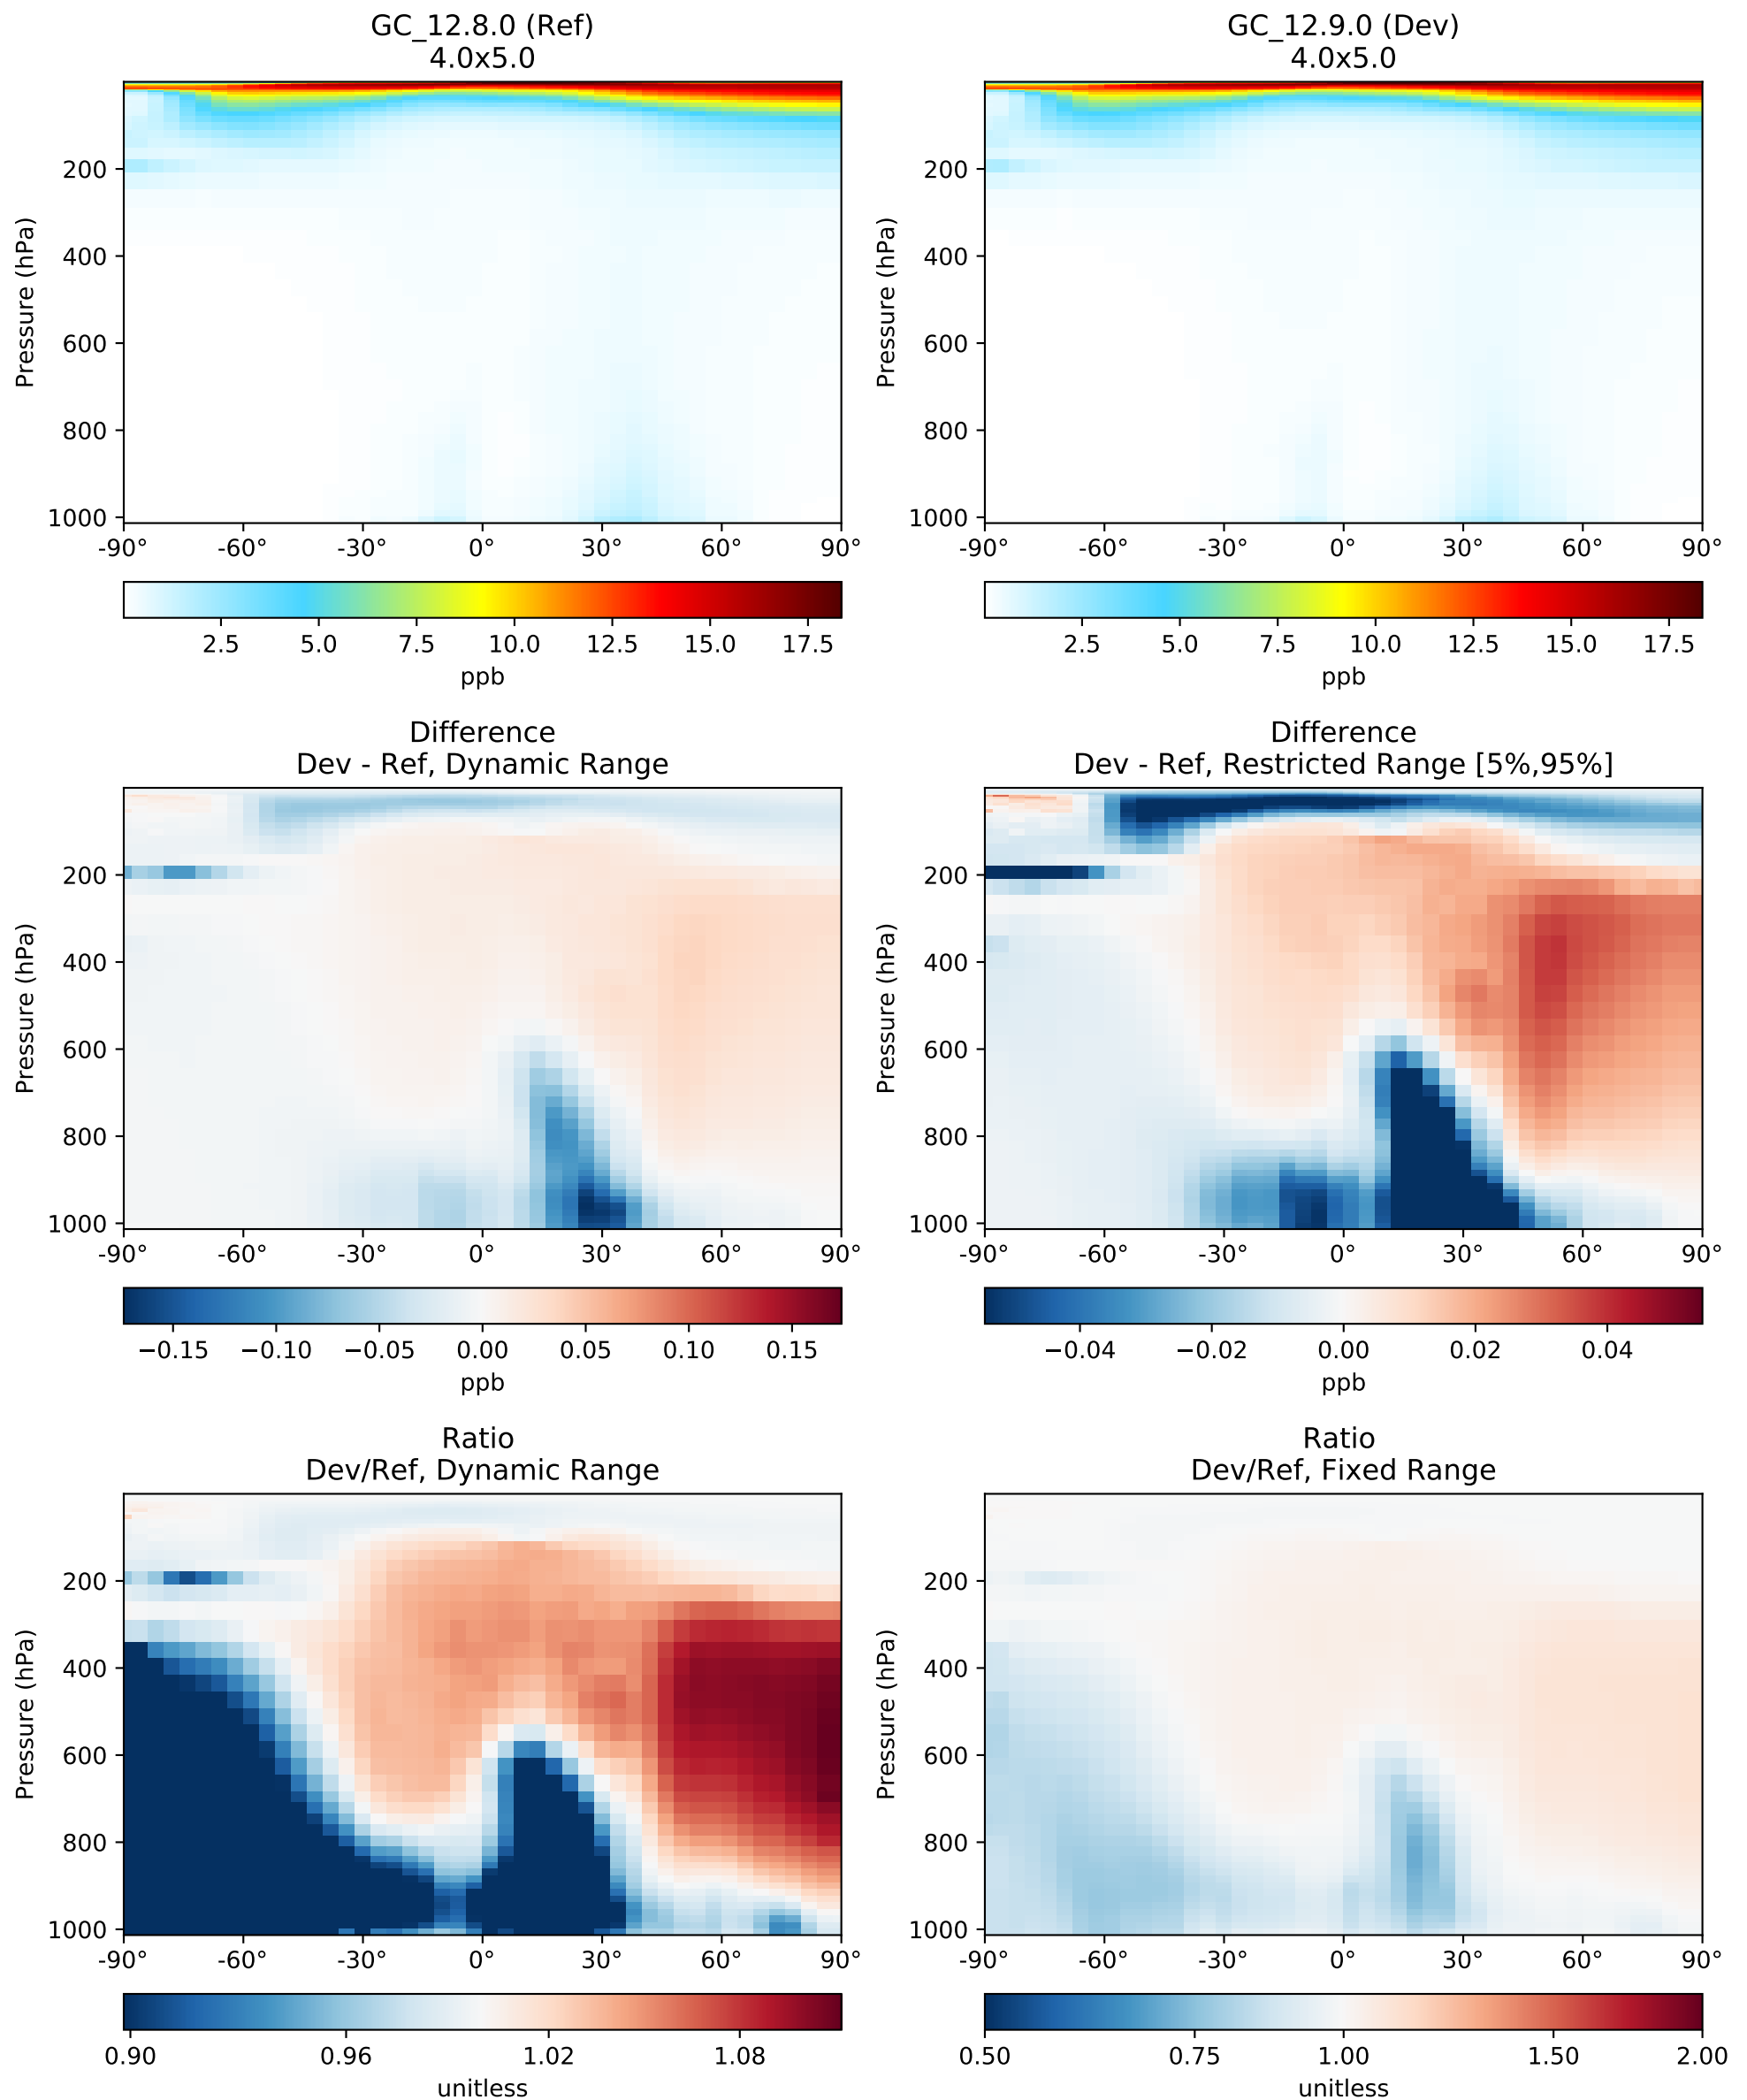 GC_12.8.0 (Ref)
4.0x5.0
Pressure (hPa)
200
400
600
800
1000
-90° -60° -30° 0° 30° 60° 90°
2.5 5.0 7.5 10.0 12.5 15.0 17.5
ppb
GC_12.9.0 (Dev)
4.0x5.0
Pressure (hPa)
200
400
600
800
1000
-90° -60° -30° 0° 30° 60° 90°
2.5 5.0 7.5 10.0 12.5 15.0 17.5
ppb
Difference
Dev - Ref, Dynamic Range
Pressure (hPa)
200
400
600
800
1000
-90° -60° -30° 0° 30° 60° 90°
−0.15 −0.10 −0.05 0.00 0.05 0.10 0.15
ppb
Difference
Dev - Ref, Restricted Range [5%,95%]
Pressure (hPa)
200
400
600
800
1000
-90° -60° -30° 0° 30° 60° 90°
−0.04 −0.02 0.00 0.02 0.04
ppb
Ratio
Dev/Ref, Dynamic Range
Pressure (hPa)
200
400
600
800
1000
-90° -60° -30° 0° 30° 60° 90°
0.90 0.96 1.02 1.08
unitless
Ratio
Dev/Ref, Fixed Range
Pressure (hPa)
200
400
600
800
1000
-90° -60° -30° 0° 30° 60° 90°
0.50 0.75 1.00 1.50 2.00
unitless